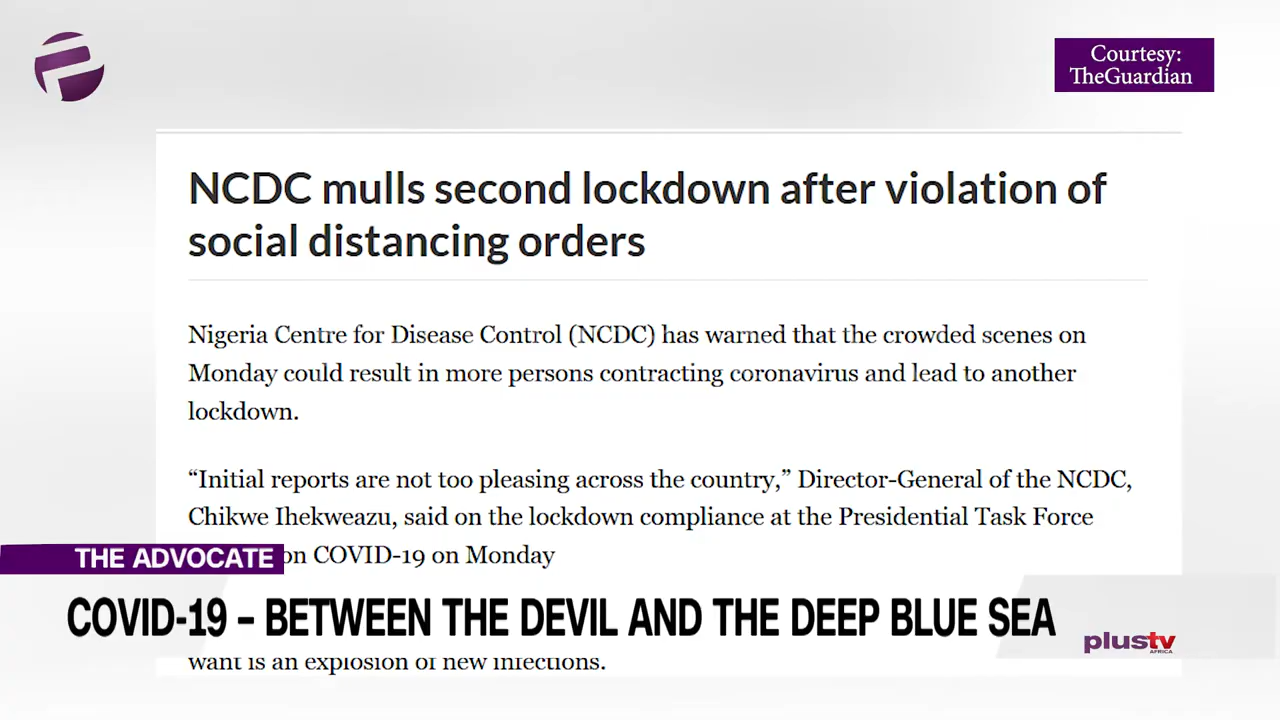 Courtesy:
TheGuardian
NCDC mulls second lockdown after violation of
social distancing orders
Nigeria Centre for Disease Control (NCDC) has warned that the crowded scenes on
Monday could result in more persons contracting coronavirus and lead to another
lockdown.
“Initial reports are not too pleasing across the country,” Director-General of the NCDC,
Chikwe Ihekweazu, said on the lockdown compliance at the Presidential Task Force
on COVID-19 on Monday
THE ADVOCATE
COVID-19 – BETWEEN THE DEVIL AND THE DEEP BLUE SEA
plustv
AFRICA
want is an explosion of new infections.